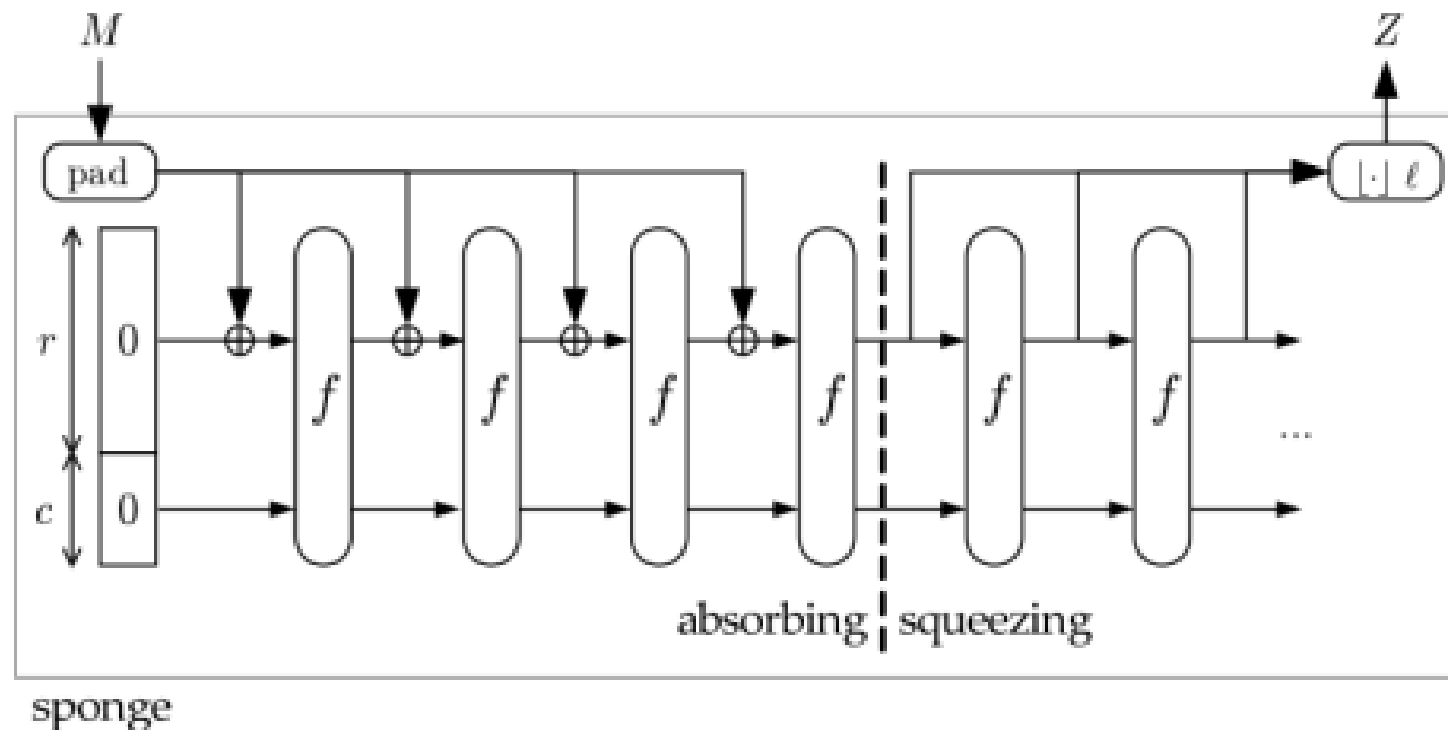 M
Z
pad
⌊·⌋ ℓ
r
0
f
f
f
f
f
f
...
c
0
absorbing
squeezing
sponge